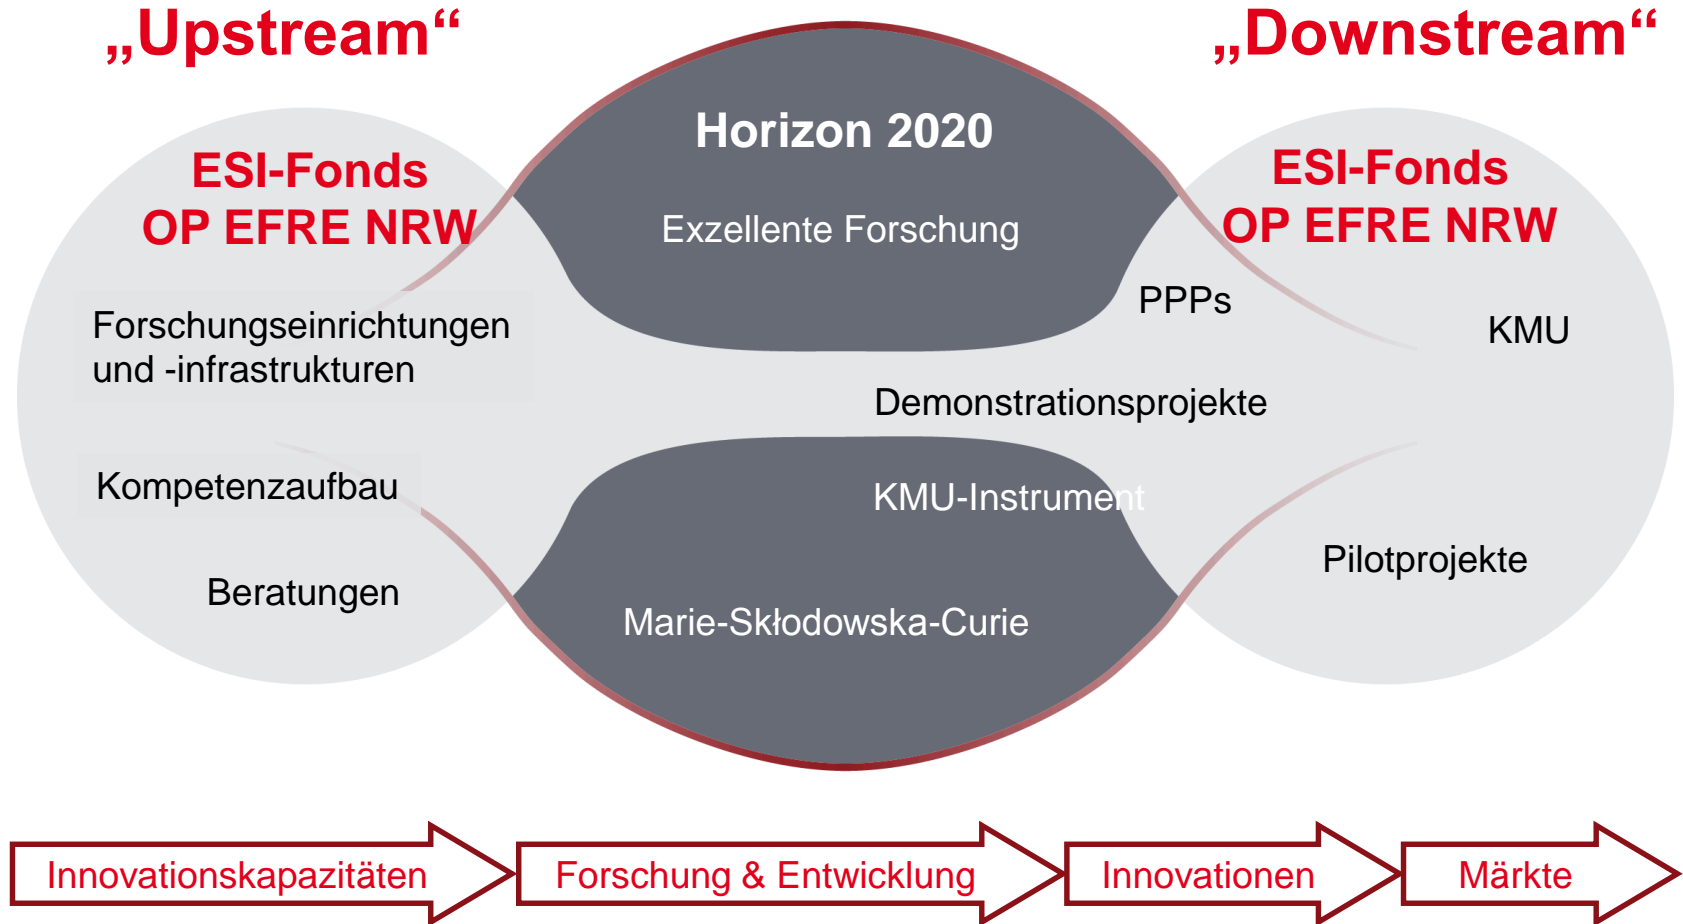 „Upstream“
„Downstream“
ESI-Fonds
OP EFRE NRW
Forschungseinrichtungen
und -infrastrukturen
Kompetenzaufbau
Beratungen
Horizon 2020
Exzellente Forschung
Demonstrationsprojekte
KMU-Instrument
Marie-Skłodowska-Curie
ESI-Fonds
OP EFRE NRW
PPPs
KMU
Pilotprojekte
Innovationskapazitäten
Forschung & Entwicklung
Innovationen
Märkte